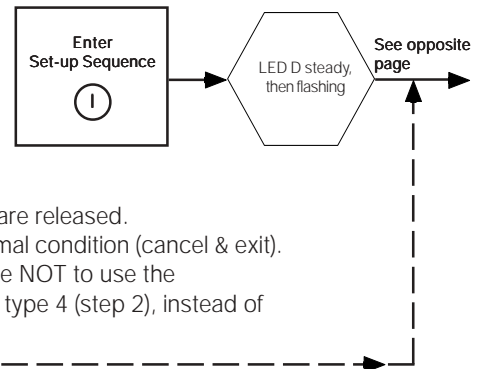 Enter
Set-up Sequence
I
LED D steady,
then flashing
See opposite
page
are released.
mal condition (cancel & exit).
e NOT to use the
type 4 (step 2), instead of